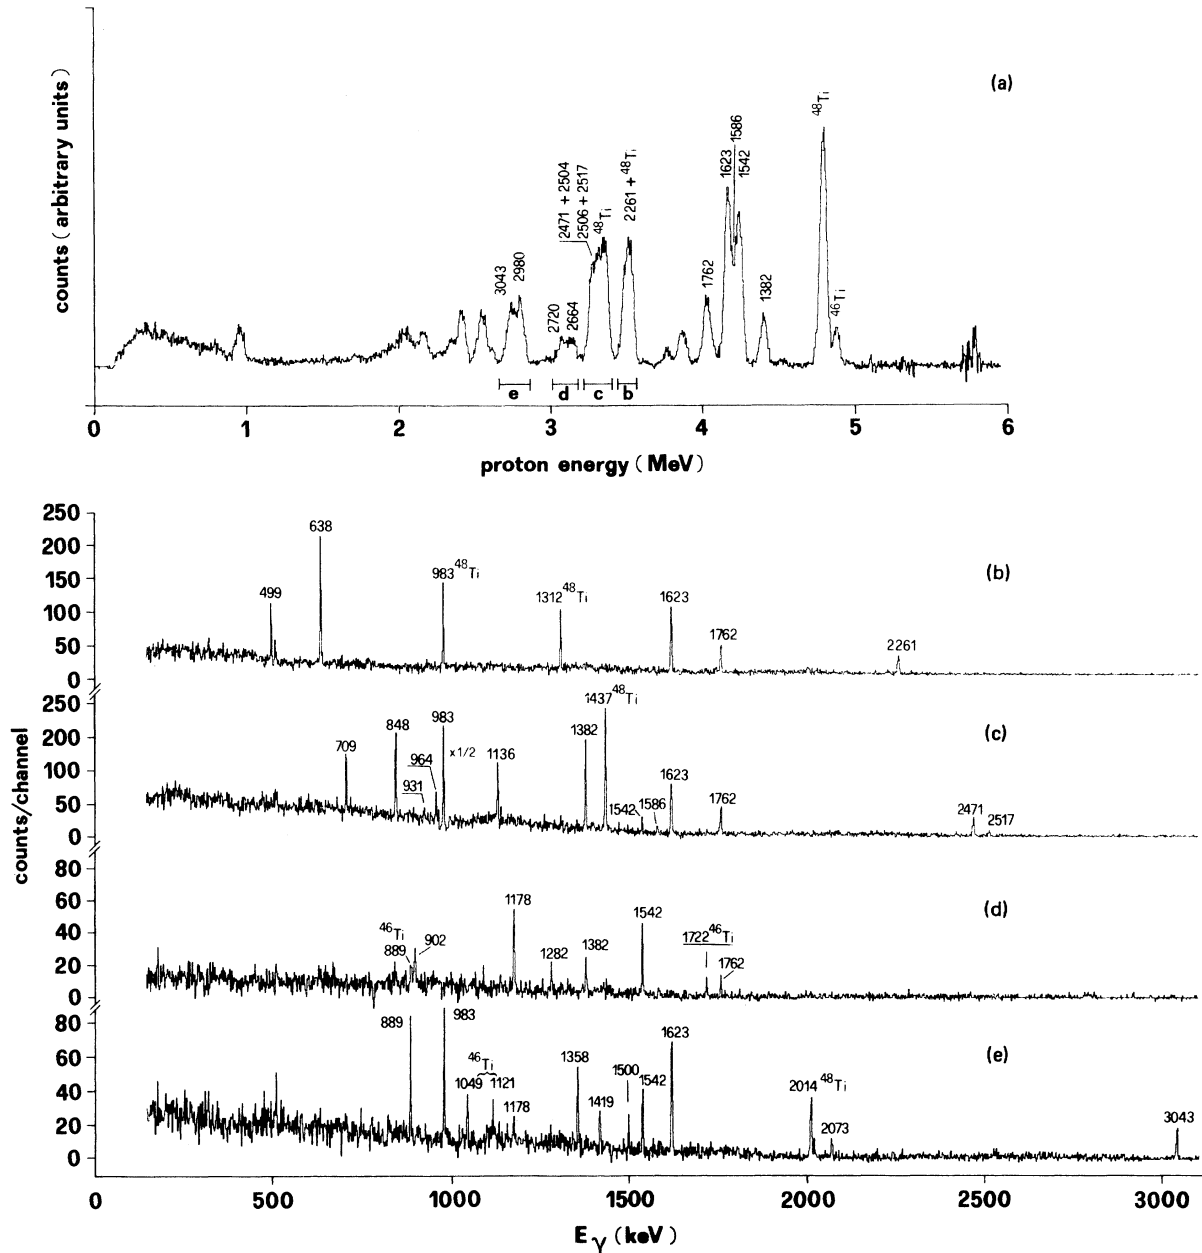 (a)
counts (arbitrary units)
3043
2980
2720
2664
2471 + 2504
2506 + 2517
48Ti
2261 + 48Ti
1762
1623
1586
1542
1382
48Ti
46Ti
e
d
c
b
0 1 2 3 4 5 6
proton energy (MeV)
counts/channel
(b)
250
200
150
100
50
0
499
638
983 48Ti
1312 48Ti
1623
1762
2261
(c)
250
200
100
50
0
709
848
931
964
983
x1/2
1136
1382
1437 48Ti
1542
1586
1623
1762
2471
2517
(d)
80
60
40
20
0
46Ti
889
902
1178
1282
1382
1542
1722 46Ti
1762
(e)
80
60
40
20
0
889
983
46Ti
1049
1121
1178
1358
1419
1500
1542
1623
2014 48Ti
2073
3043
0 500 1000 1500 2000 2500 3000
Eγ (keV)